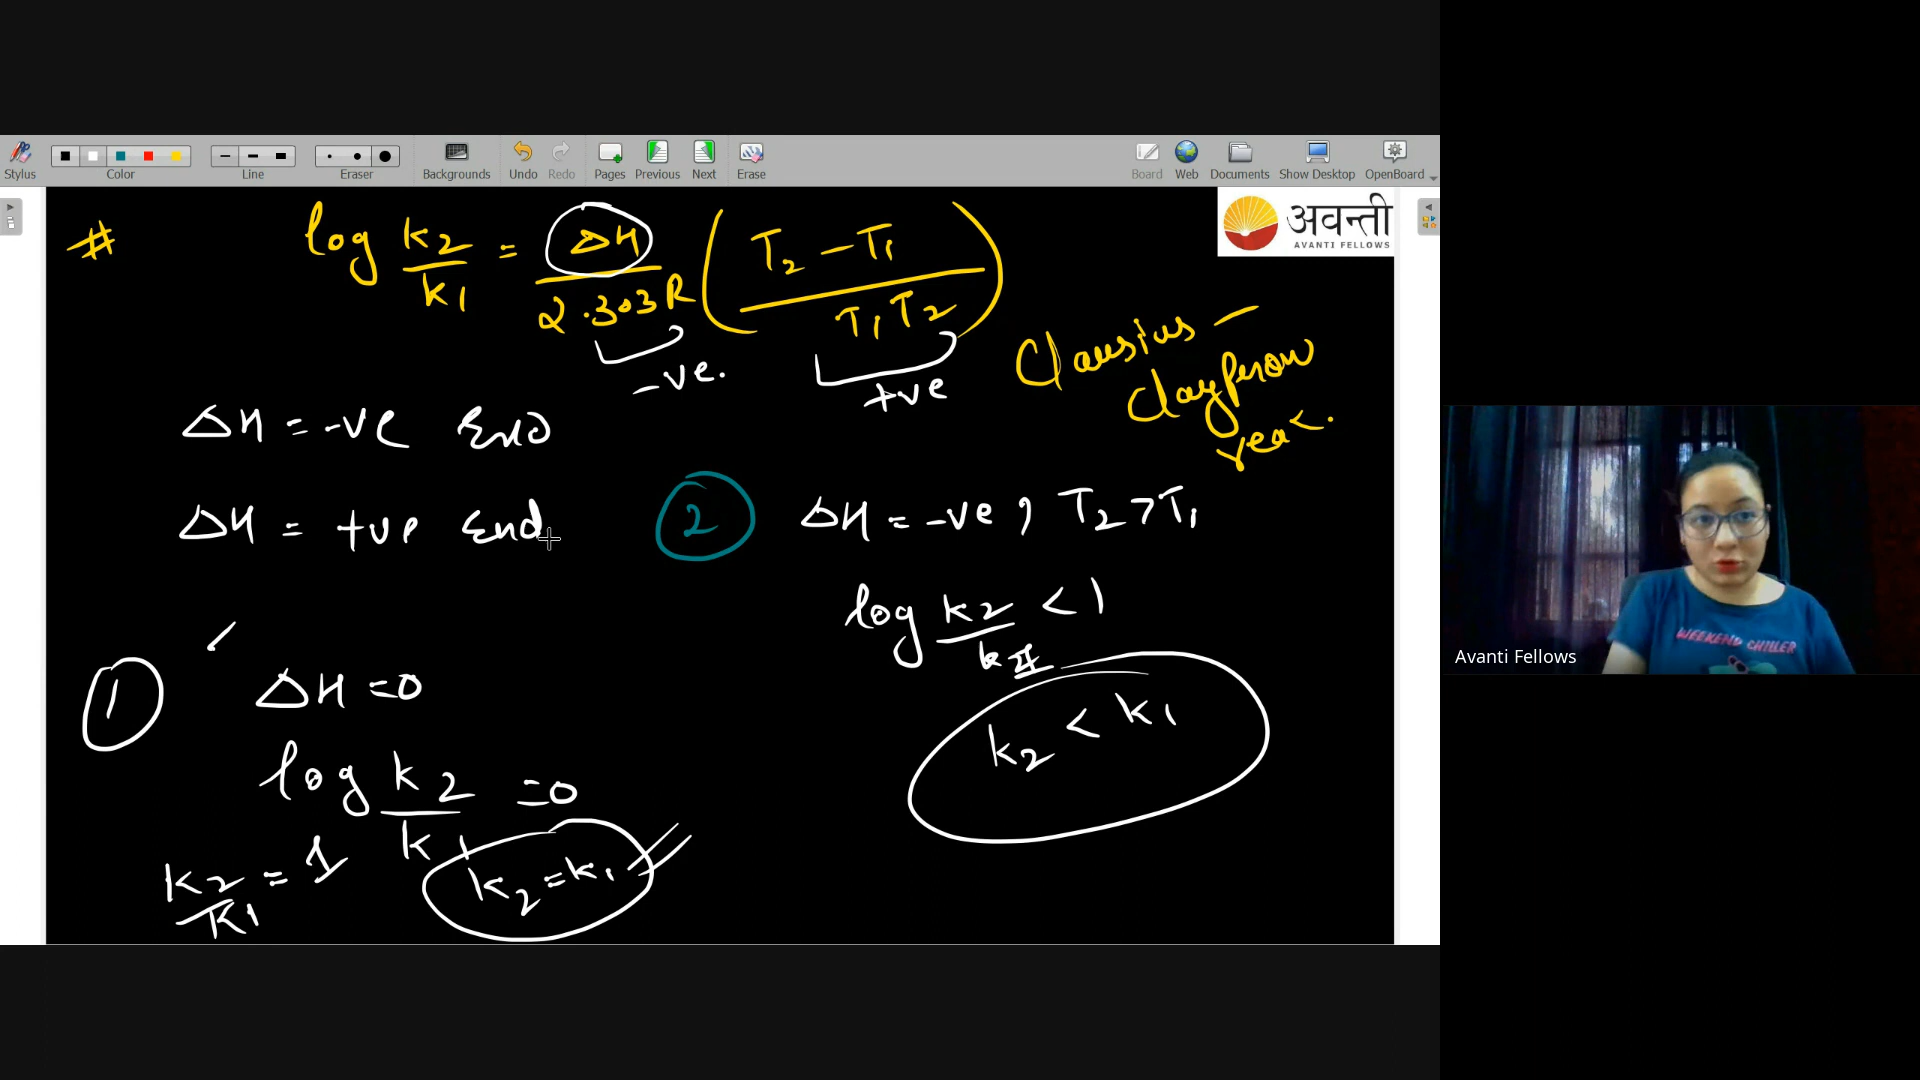 Stylus
Color
Line
Eraser
Backgrounds
Undo
Redo
Pages
Previous
Next
Erase
Board
Web
Documents
Show Desktop
OpenBoard
अवन्ती
AVANTI FELLOWS
# log K2/K1 = ΔH/2.303R (T2 - T1/T1T2)
-ve.
+ve
Clausius -
Clayperon
reac.
ΔH = -ve
ΔH = +ve End
2 ΔH = -ve , T2 > T1
log K2/K1 < 1
K2 < K1
1 ΔH = 0
log K2/K1 = 0
K2/K1 = 1
K2 = K1
WEEKEND CHILLER
Avanti Fellows